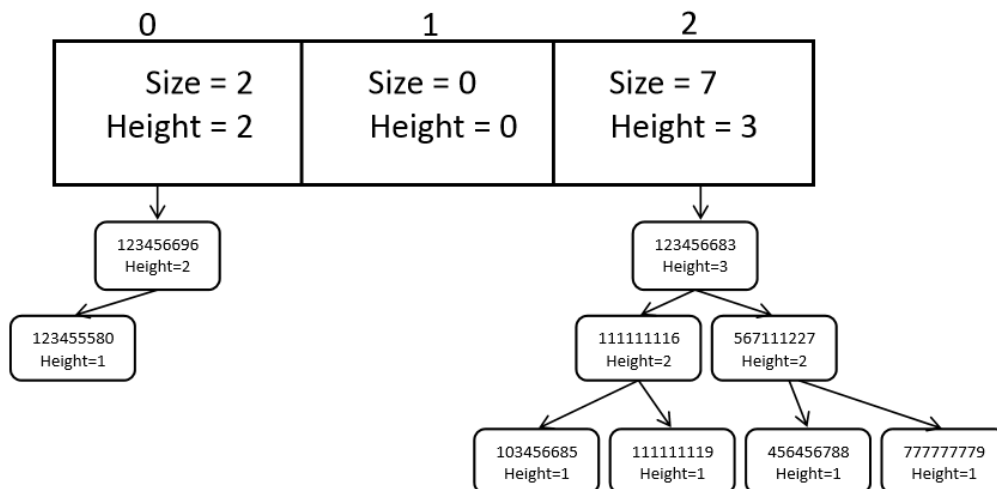 0 1 2
Size = 2 Size = 0 Size = 7
Height = 2 Height = 0 Height = 3
123456696 123456683
Height=2 Height=3
123455580 111111116 567111227
Height=1 Height=2 Height=2
103456685 111111119 456456788 777777779
Height=1 Height=1 Height=1 Height=1